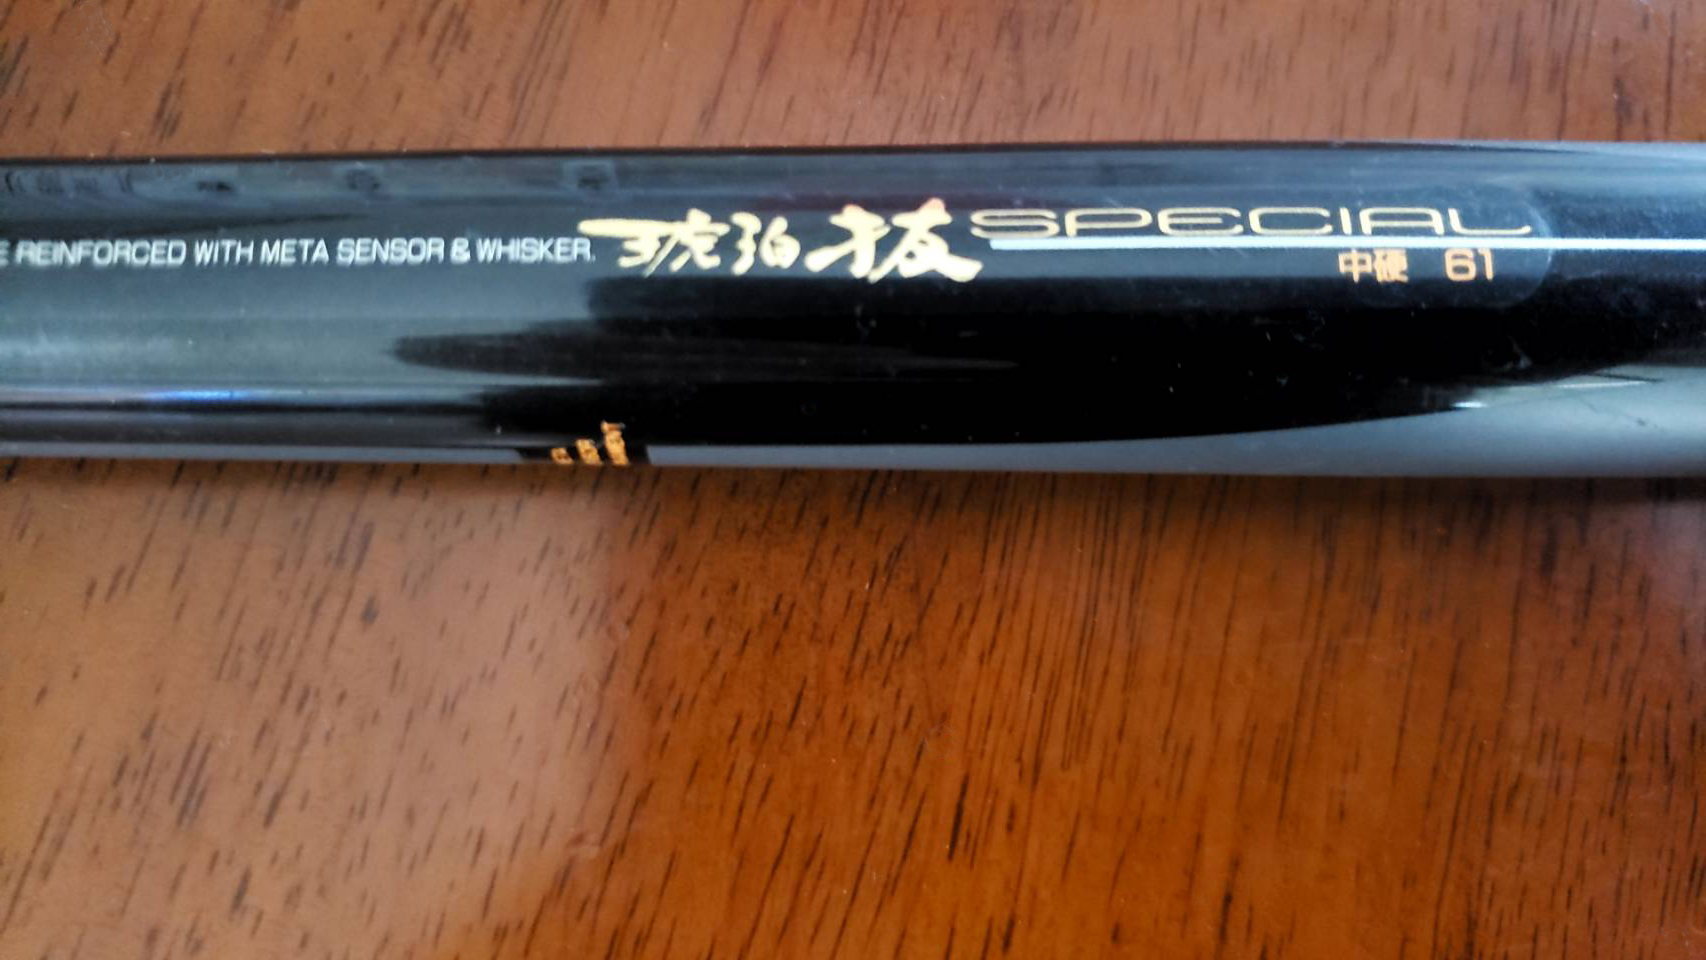 E REINFORCED WITH META SENSOR & WHISKER.
琥珀抜 SPECIAL
中硬 61